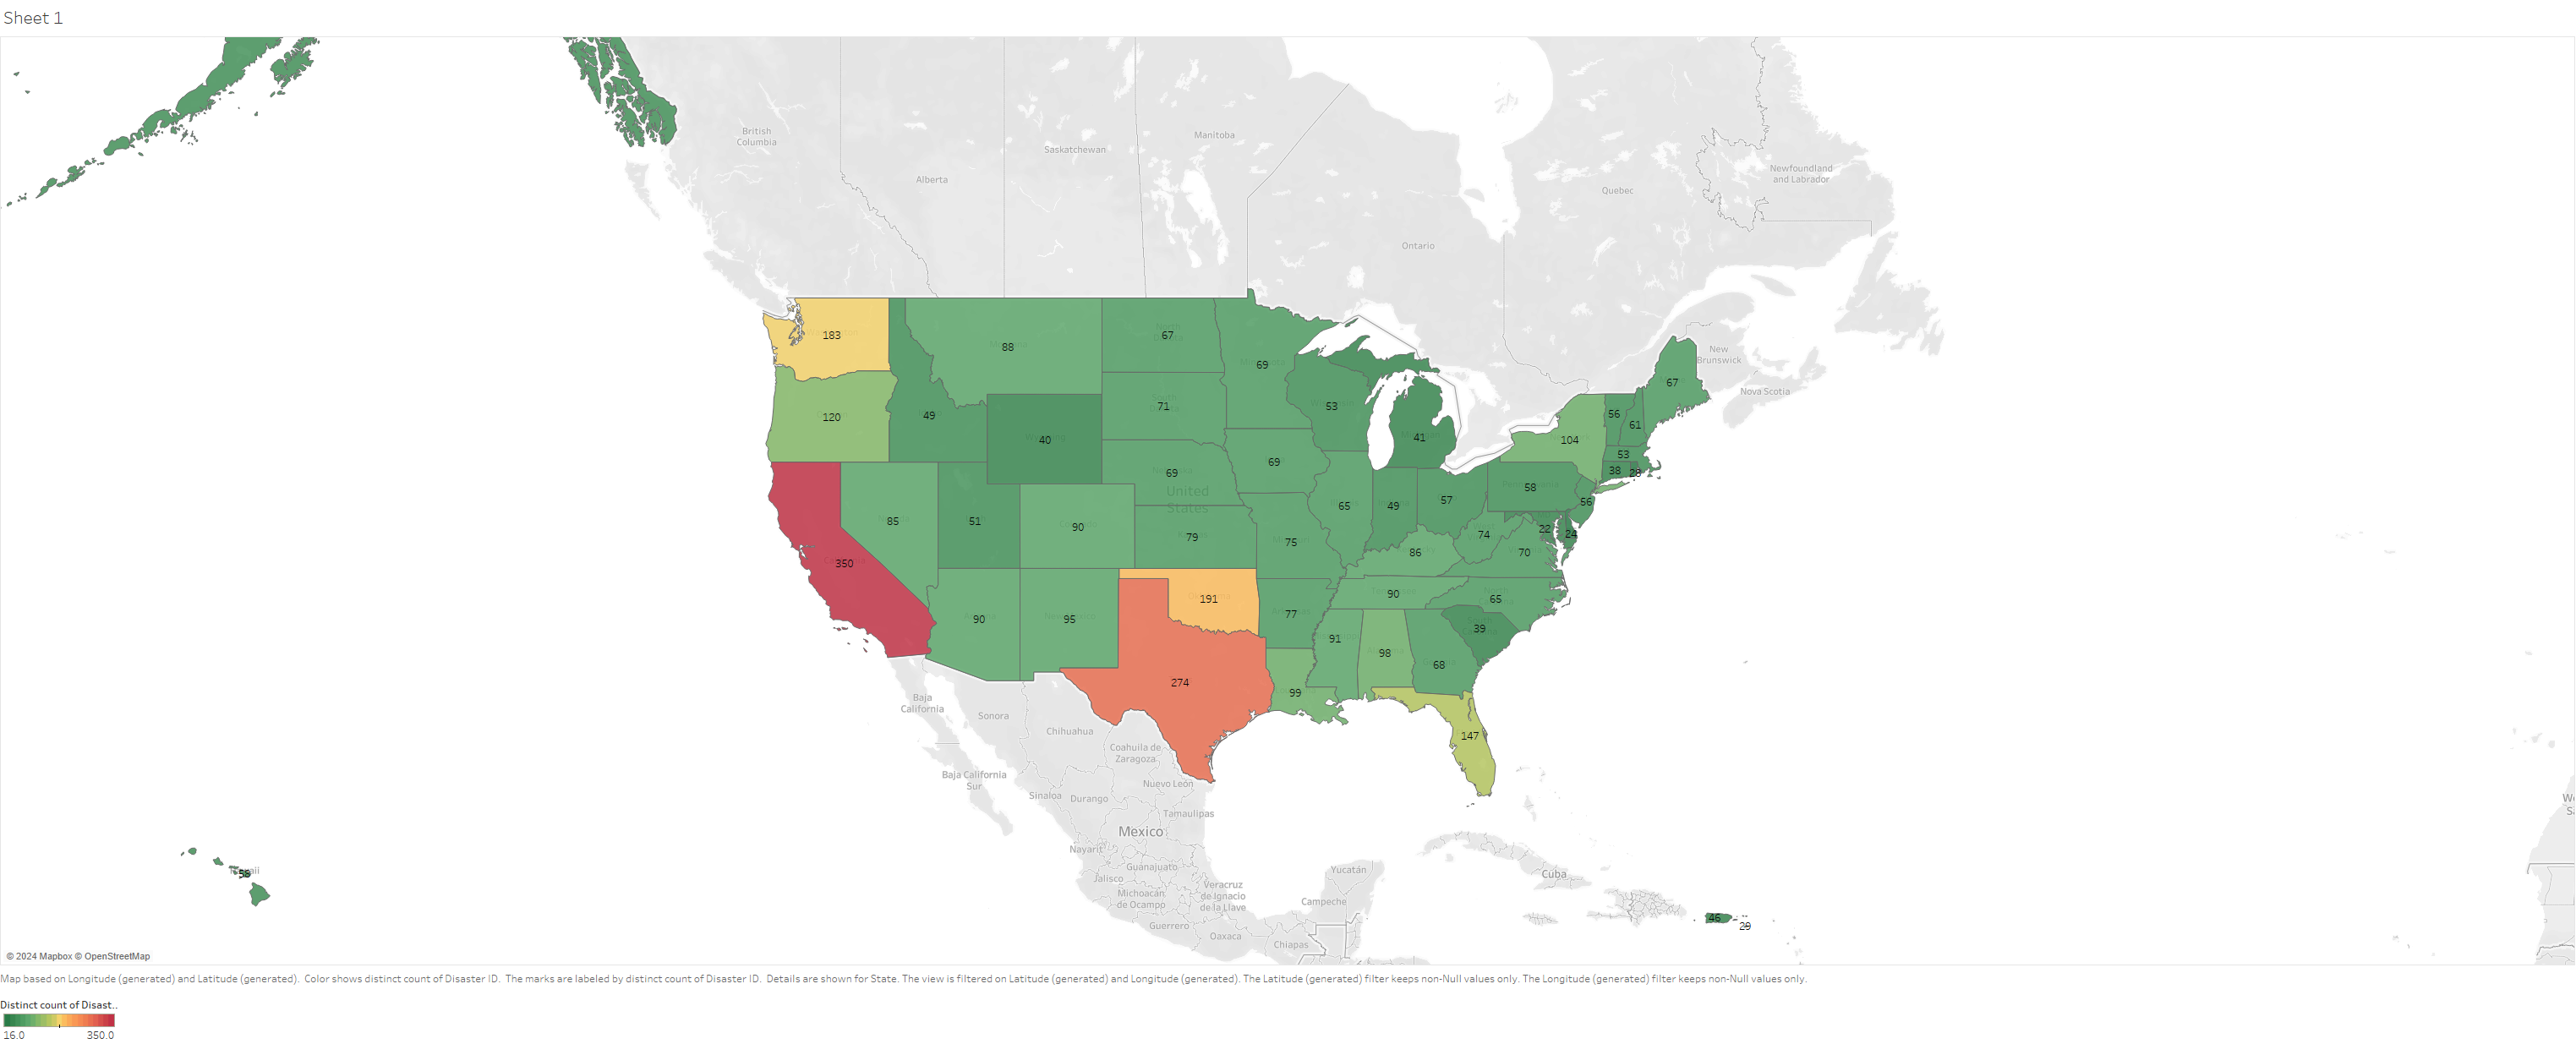 Sheet 1
British
Columbia
Alberta
Saskatchewan
Manitoba
Ontario
Quebec
Newfoundland
and Labrador
New
Brunswick
Nova Scotia
183
88
67
69
67
120
49
40
71
53
41
104
56
61
53
38
28
69
69
United
States
85
51
90
79
65
49
57
58
56
22
24
75
86
74
70
350
90
95
191
77
90
65
39
91
98
68
274
99
147
Baja
California
Sonora
Chihuahua
Coahuila de
Zaragoza
Baja California
Sur
Nuevo León
Sinaloa
Durango
Tamaulipas
Mexico
Nayarit
Guanajuato
Jalisco
Michoacán
de Ocampo
Veracruz
de Ignacio
de la Llave
Yucatán
Campeche
Guerrero
Oaxaca
Chiapas
Cuba
46
29
© 2024 Mapbox © OpenStreetMap
Map based on Longitude (generated) and Latitude (generated). Color shows distinct count of Disaster ID. The marks are labeled by distinct count of Disaster ID. Details are shown for State. The view is filtered on Latitude (generated) and Longitude (generated). The Latitude (generated) filter keeps non-Null values only. The Longitude (generated) filter keeps non-Null values only.
Distinct count of Disast..
16.0 350.0